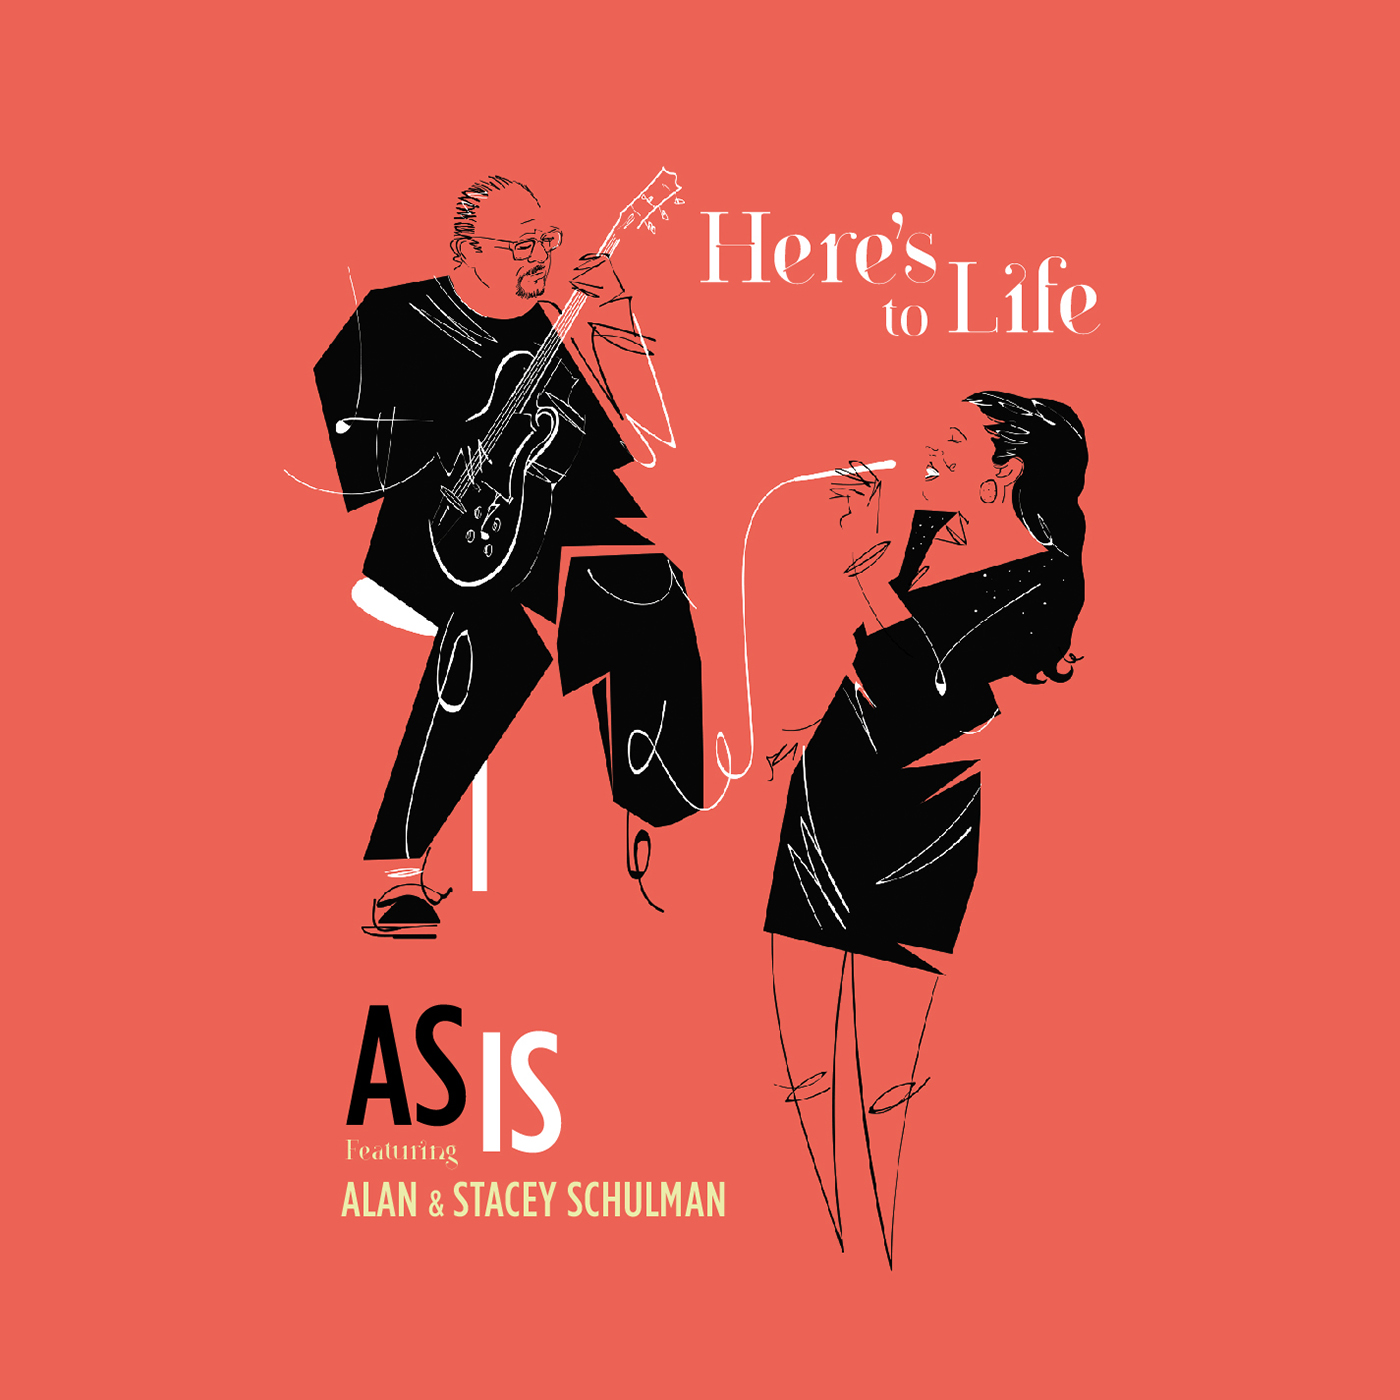 Here's
to Life
AS IS
Featuring
ALAN & STACEY SCHULMAN